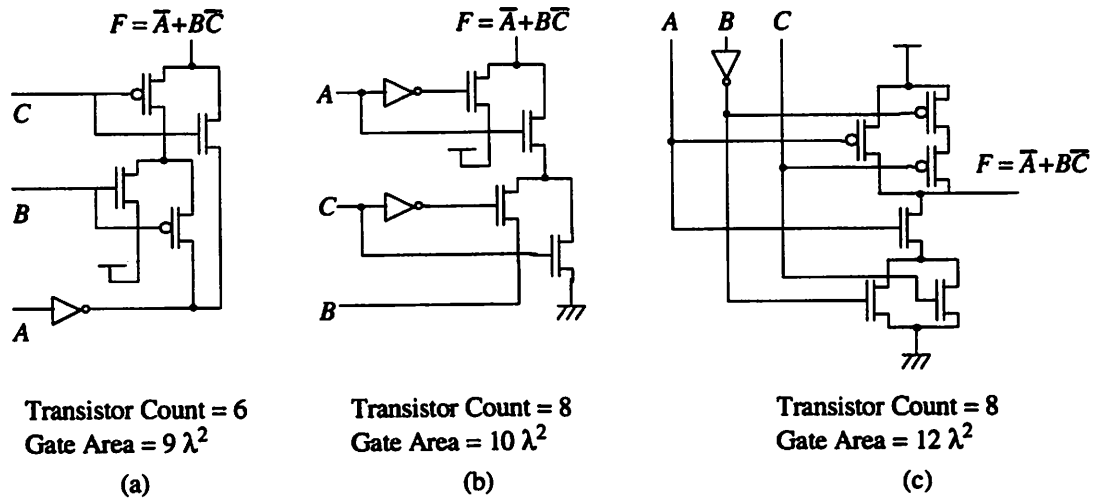 F = A̅+BC̅
C
B
A
Transistor Count = 6
Gate Area = 9 λ²
(a)
F = A̅+BC̅
A
C
B
Transistor Count = 8
Gate Area = 10 λ²
(b)
A B C
F = A̅+BC̅
Transistor Count = 8
Gate Area = 12 λ²
(c)